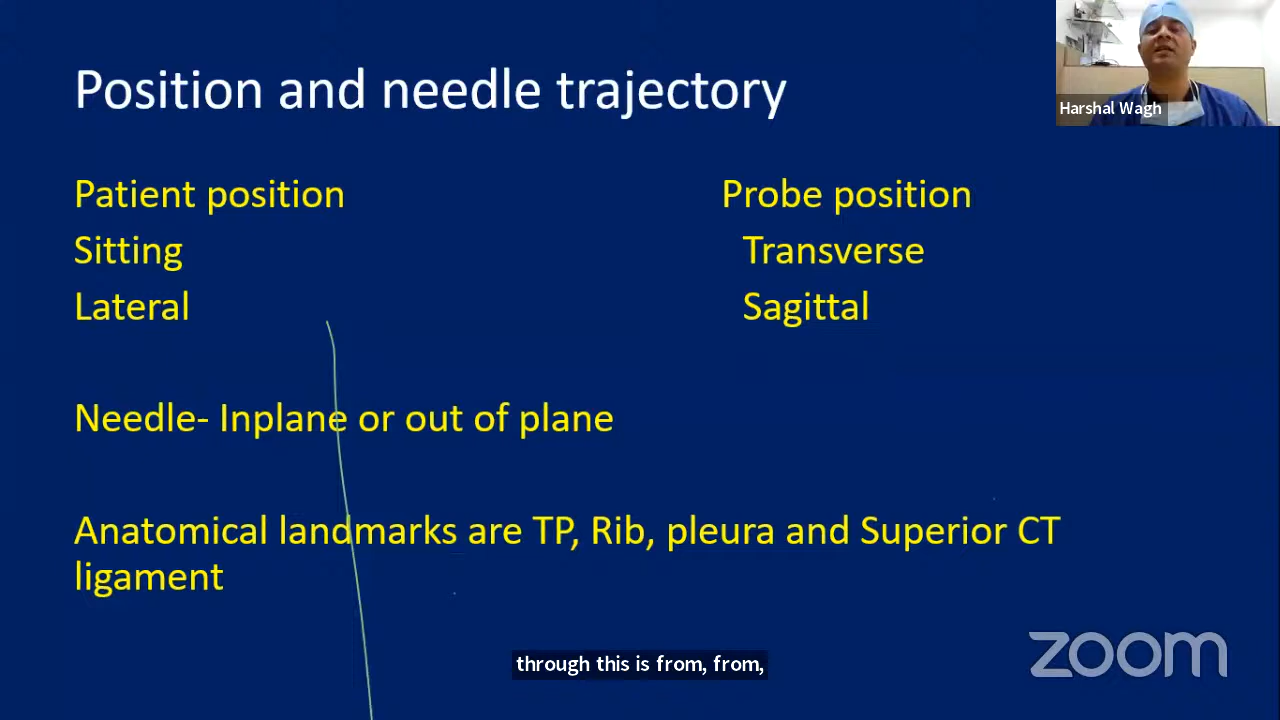 Position and needle trajectory
Harshal Wagh
Patient position Probe position
Sitting Transverse
Lateral Sagittal
Needle- Inplane or out of plane
Anatomical landmarks are TP, Rib, pleura and Superior CT
ligament
through this is from, from,
zoom